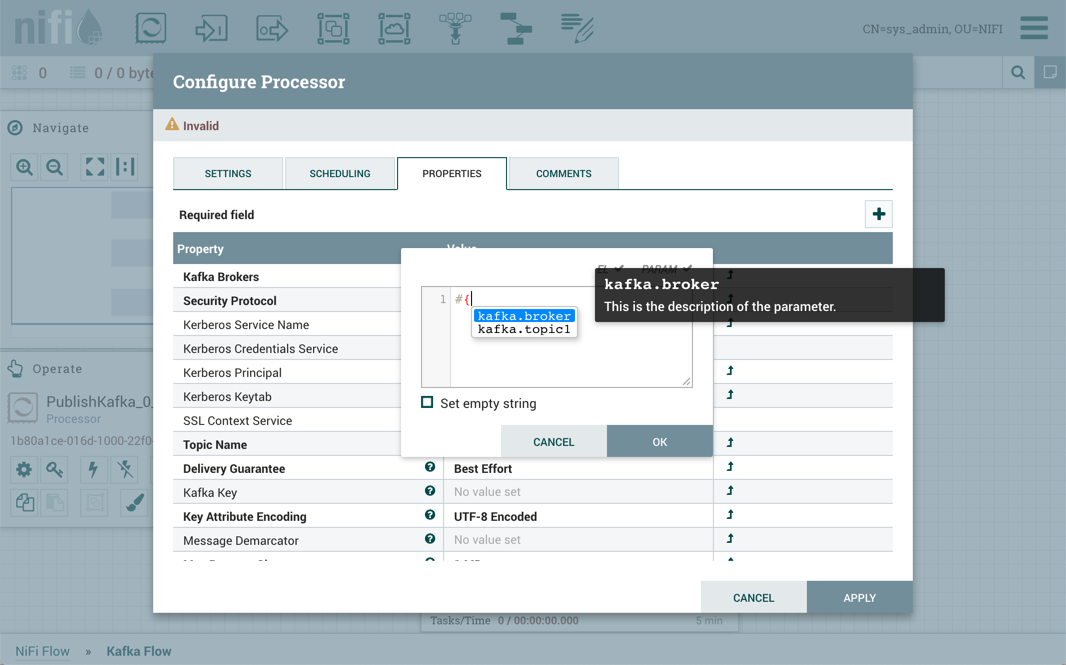 nifi
CN=sys_admin, OU=NIFI
0
0 / 0 byte
Navigate
Operate
PublishKafka_0_
Processor
1b80a1ce-016d-1000-22f0
Configure Processor
Invalid
SETTINGS
SCHEDULING
PROPERTIES
COMMENTS
Required field
Property
Value
Kafka Brokers
Security Protocol
Kerberos Service Name
Kerberos Credentials Service
Kerberos Principal
Kerberos Keytab
SSL Context Service
Topic Name
Delivery Guarantee
Best Effort
Kafka Key
No value set
Key Attribute Encoding
UTF-8 Encoded
Message Demarcator
No value set
EL PARAM
1 #{
kafka.broker
kafka.topic1
kafka.broker
This is the description of the parameter.
Set empty string
CANCEL
OK
CANCEL
APPLY
Tasks/Time 0 / 00:00:00.000 5 min
NiFi Flow » Kafka Flow